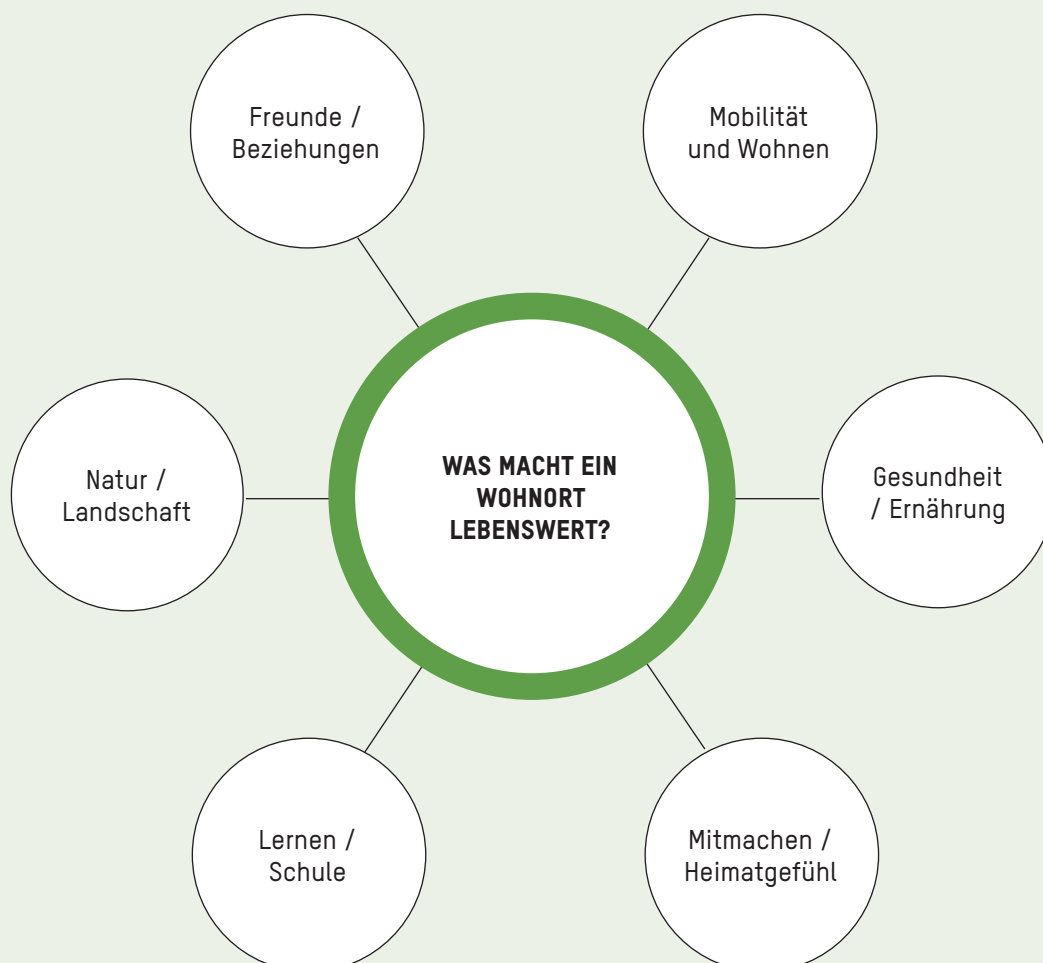 Freunde /
Beziehungen
Mobilität
und Wohnen
Natur /
Landschaft
WAS MACHT EIN
WOHNORT
LEBENSWERT?
Gesundheit
/ Ernährung
Lernen /
Schule
Mitmachen /
Heimatgefühl